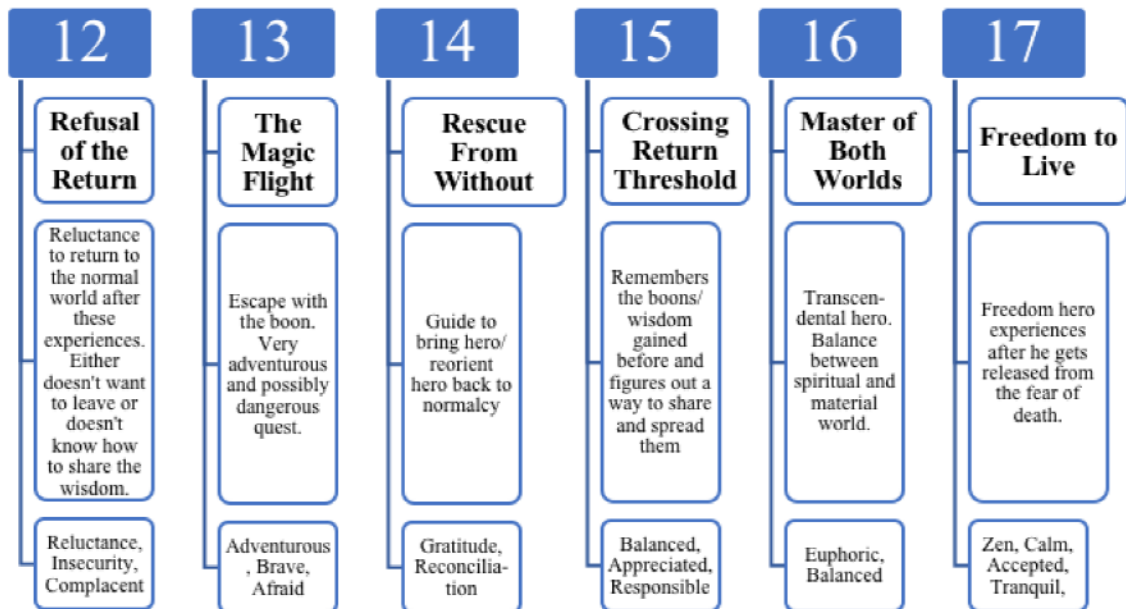 12
Refusal
of the
Return
Reluctance
to return to
the normal
world after
these
experiences.
Either
doesn't want
to leave or
doesn't
know how
to share the
wisdom.
Reluctance,
Insecurity,
Complacent
13
The
Magic
Flight
Escape with
the boon.
Very
adventurous
and possibly
dangerous
quest.
Adventurous
, Brave,
Afraid
14
Rescue
From
Without
Guide to
bring hero/
reorient
hero back to
normalcy
Gratitude,
Reconcilia-
tion
15
Crossing
Return
Threshold
Remembers
the boons/
wisdom
gained
before and
figures out a
way to share
and spread
them
Balanced,
Appreciated,
Responsible
16
Master of
Both
Worlds
Transcen-
dental hero.
Balance
between
spiritual and
material
world.
Euphoric,
Balanced
17
Freedom to
Live
Freedom hero
experiences
after he gets
released from
the fear of
death.
Zen, Calm,
Accepted,
Tranquil,